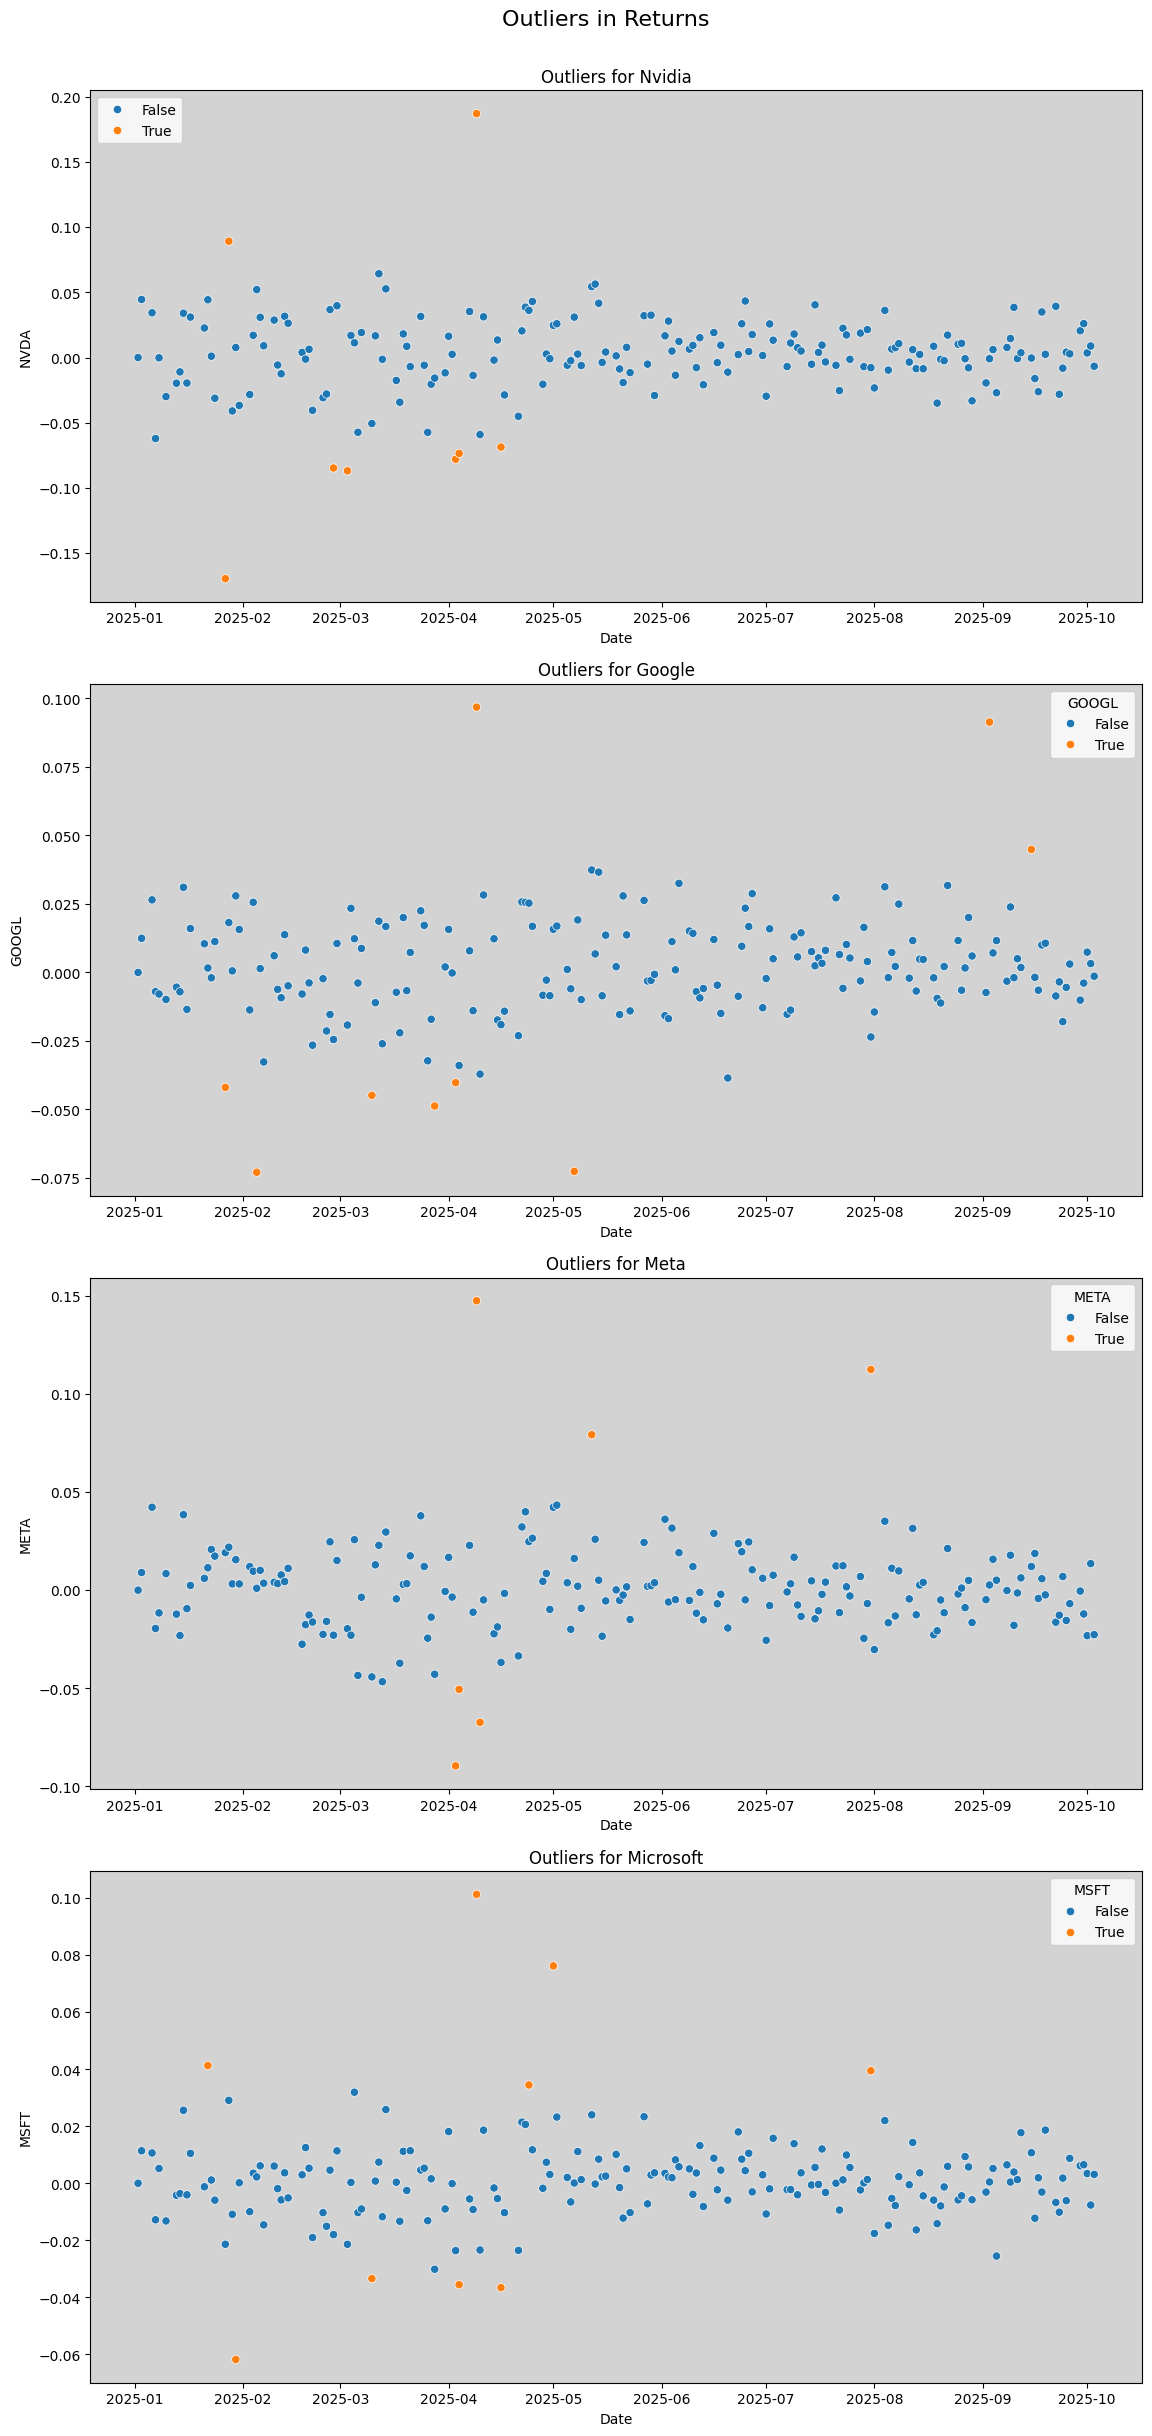 Outliers in Returns
Outliers for Nvidia
False
True
0.20
0.15
0.10
0.05
0.00
−0.05
−0.10
−0.15
NVDA
2025-01 2025-02 2025-03 2025-04 2025-05 2025-06 2025-07 2025-08 2025-09 2025-10
Date
Outliers for Google
GOOGL
False
True
0.100
0.075
0.050
0.025
0.000
−0.025
−0.050
−0.075
GOOGL
2025-01 2025-02 2025-03 2025-04 2025-05 2025-06 2025-07 2025-08 2025-09 2025-10
Date
Outliers for Meta
META
False
True
0.15
0.10
0.05
0.00
−0.05
−0.10
META
2025-01 2025-02 2025-03 2025-04 2025-05 2025-06 2025-07 2025-08 2025-09 2025-10
Date
Outliers for Microsoft
MSFT
False
True
0.10
0.08
0.06
0.04
0.02
0.00
−0.02
−0.04
−0.06
MSFT
2025-01 2025-02 2025-03 2025-04 2025-05 2025-06 2025-07 2025-08 2025-09 2025-10
Date